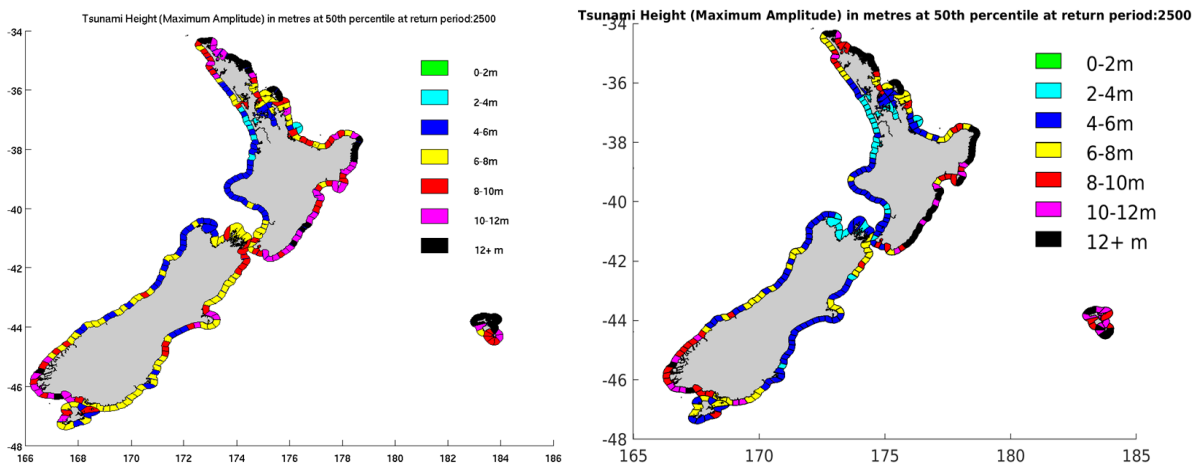 Tsunami Height (Maximum Amplitude) in metres at 50th percentile at return period:2500
-34
-36
-38
-40
-42
-44
-46
-48
166
168
170
172
174
176
178
180
182
184
186
0-2m
2-4m
4-6m
6-8m
8-10m
10-12m
12+ m
Tsunami Height (Maximum Amplitude) in metres at 50th percentile at return period:2500
-34
-36
-38
-40
-42
-44
-46
-48
165
170
175
180
185
0-2m
2-4m
4-6m
6-8m
8-10m
10-12m
12+ m